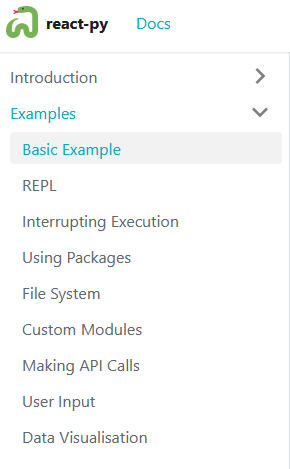 react-py Docs
Introduction
Examples
Basic Example
REPL
Interrupting Execution
Using Packages
File System
Custom Modules
Making API Calls
User Input
Data Visualisation